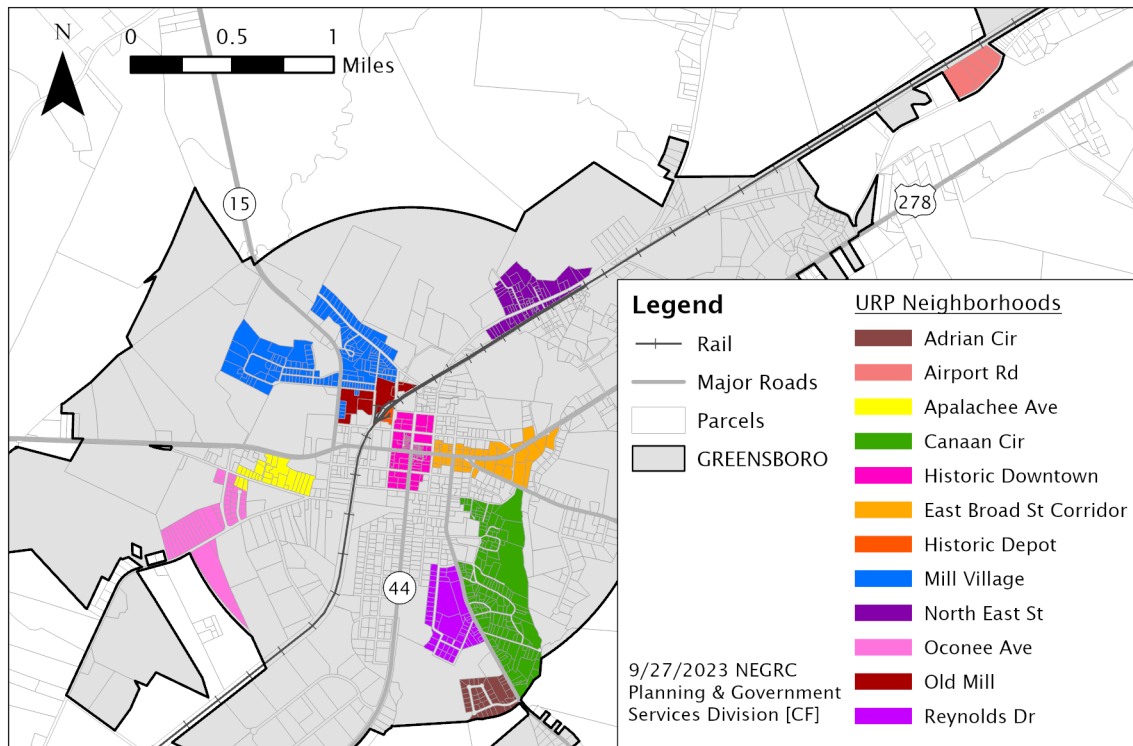 N
0 0.5 1
Miles
15
278
44
Legend
Rail
Major Roads
Parcels
GREENSBORO
URP Neighborhoods
Adrian Cir
Airport Rd
Apalachee Ave
Canaan Cir
Historic Downtown
East Broad St Corridor
Historic Depot
Mill Village
North East St
Oconee Ave
Old Mill
Reynolds Dr
9/27/2023 NEGRC
Planning & Government
Services Division [CF]